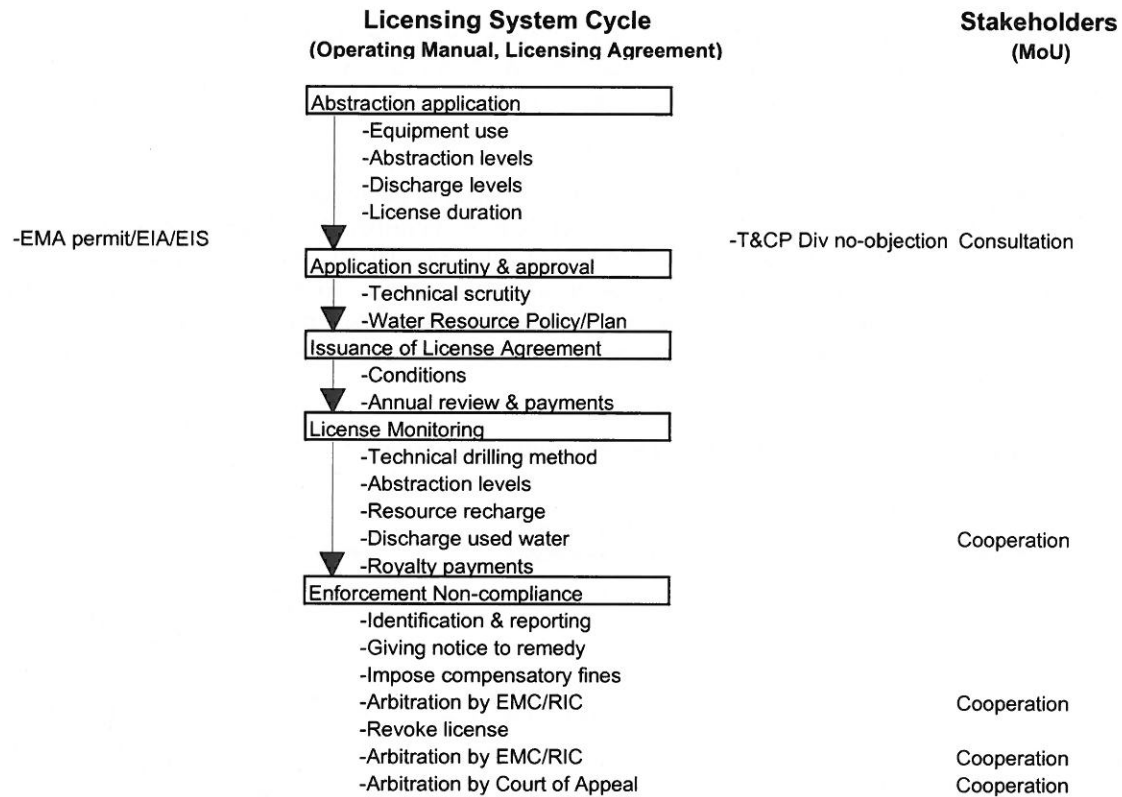 Licensing System Cycle Stakeholders
(Operating Manual, Licensing Agreement) (MoU)
Abstraction application
-Equipment use
-Abstraction levels
-Discharge levels
-License duration
-EMA permit/EIA/EIS -T&CP Div no-objection Consultation
Application scrutiny & approval
-Technical scrutity
-Water Resource Policy/Plan
Issuance of License Agreement
-Conditions
-Annual review & payments
License Monitoring
-Technical drilling method
-Abstraction levels
-Resource recharge
-Discharge used water Cooperation
-Royalty payments
Enforcement Non-compliance
-Identification & reporting
-Giving notice to remedy
-Impose compensatory fines
-Arbitration by EMC/RIC Cooperation
-Revoke license
-Arbitration by EMC/RIC Cooperation
-Arbitration by Court of Appeal Cooperation